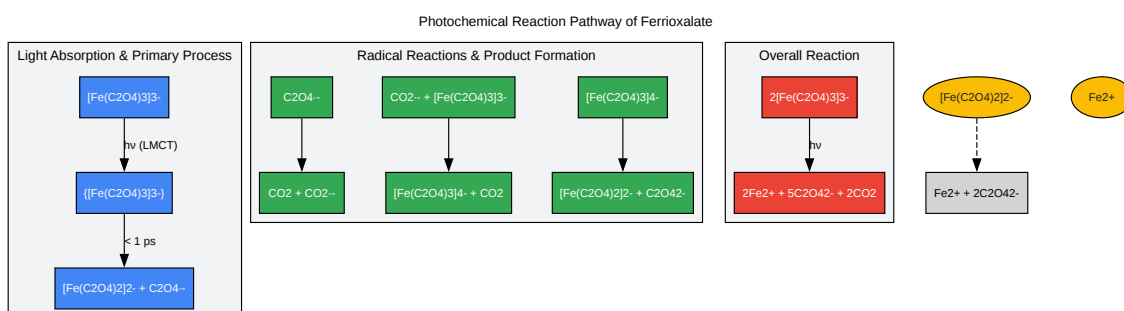 Photochemical Reaction Pathway of Ferrioxalate
Light Absorption & Primary Process
[Fe(C2O4)3]3-
hν (LMCT)
{[Fe(C2O4)3]3-}
< 1 ps
[Fe(C2O4)2]2- + C2O4·-
Radical Reactions & Product Formation
C2O4·-
CO2 + CO2·-
CO2·- + [Fe(C2O4)3]3-
[Fe(C2O4)3]4- + CO2
[Fe(C2O4)3]4-
[Fe(C2O4)2]2- + C2O42-
Overall Reaction
2[Fe(C2O4)3]3-
hν
2Fe2+ + 5C2O42- + 2CO2
[Fe(C2O4)2]2-
Fe2+ + 2C2O42-
Fe2+